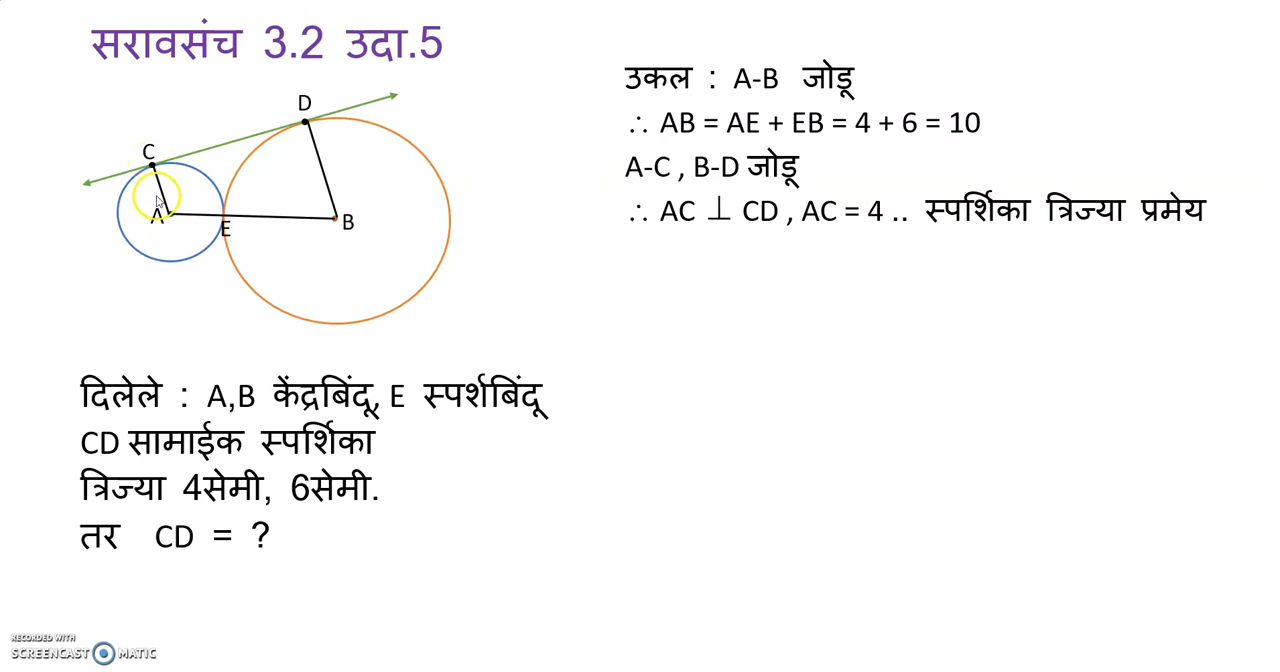 सरावसंच 3.2 उदा.5
D
C
A
E
B
उकल : A-B जोडू
∴ AB = AE + EB = 4 + 6 = 10
A-C , B-D जोडू
∴ AC ⊥ CD , AC = 4 .. स्पर्शिका त्रिज्या प्रमेय
दिलेले : A,B केंद्रबिंदू, E स्पर्शबिंदू
CD सामाईक स्पर्शिका
त्रिज्या 4सेमी, 6सेमी.
तर CD = ?
RECORDED WITH
SCREENCAST MATIC